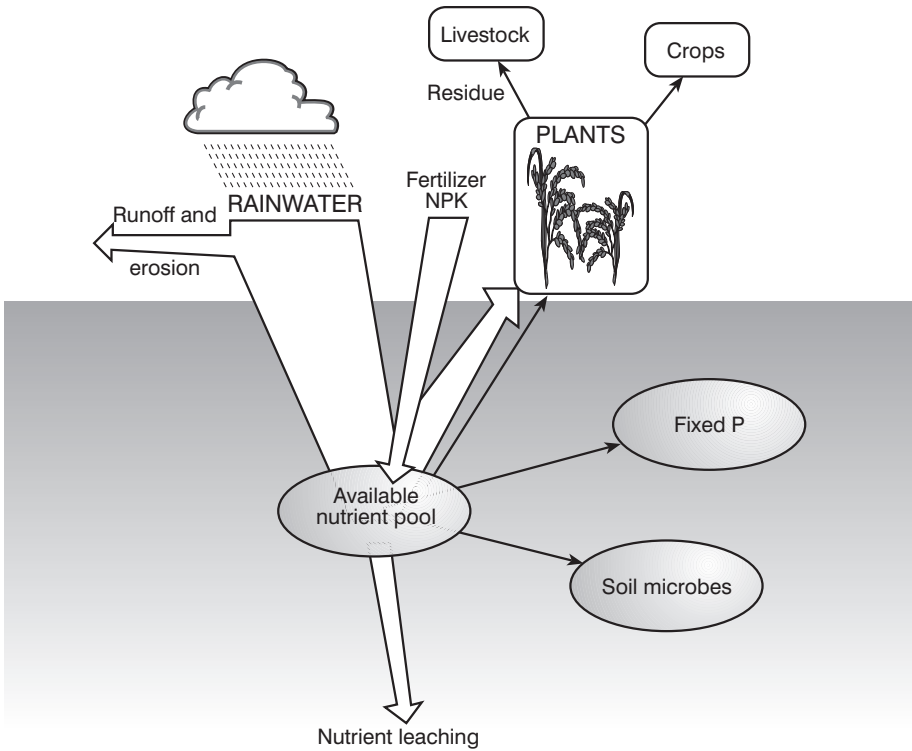 Livestock
Crops
Residue
PLANTS
Fertilizer
NPK
RAINWATER
Runoff and
erosion
Fixed P
Available
nutrient pool
Soil microbes
Nutrient leaching